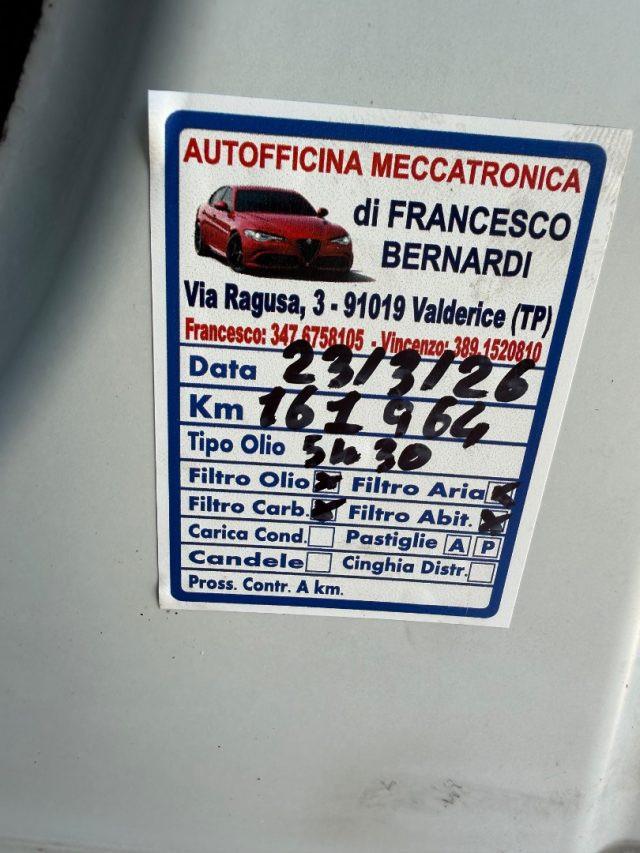 AUTOFFICINA MECCATRONICA
di FRANCESCO
BERNARDI
Via Ragusa, 3 - 91019 Valderice (TP)
Francesco: 347.6758105 - Vincenzo: 389.1520810
Data 23/3/26
Km 161964
Tipo Olio 5W30
Filtro Olio X Filtro Aria X
Filtro Carb. X Filtro Abit. X
Carica Cond. Pastiglie A P
Candele Cinghia Distr.
Pross. Contr. A km.